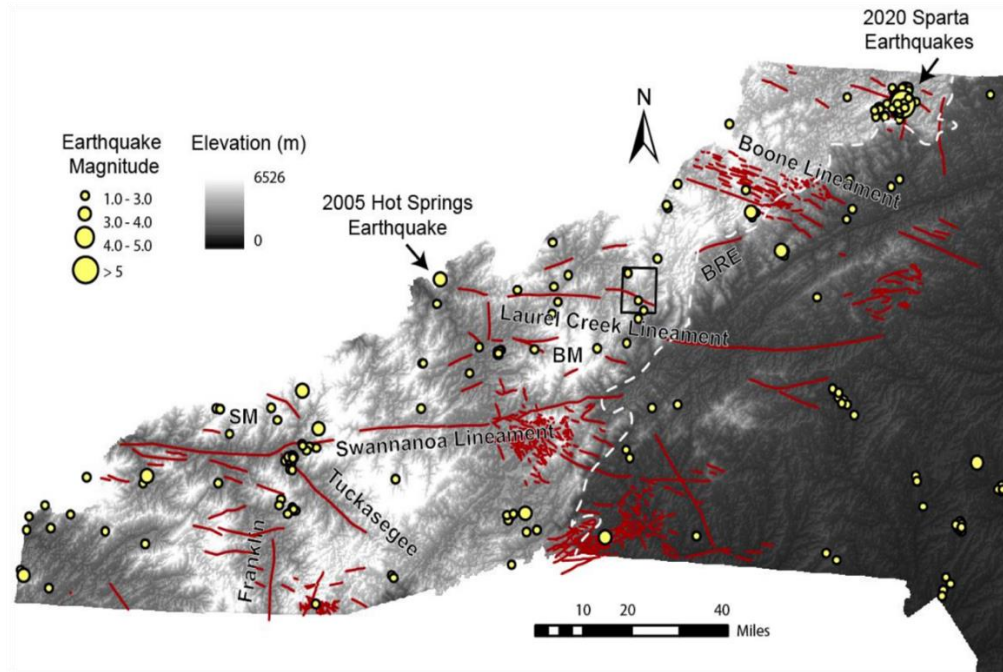 2020 Sparta
Earthquakes
N
Earthquake
Magnitude
1.0 - 3.0
3.0 - 4.0
4.0 - 5.0
> 5
Elevation (m)
6526
0
Boone Lineament
2005 Hot Springs
Earthquake
BRE
Laurel Creek Lineament
BM
SM
Swannanoa Lineament
Tuckasegee
Franklin
10
20
40
Miles